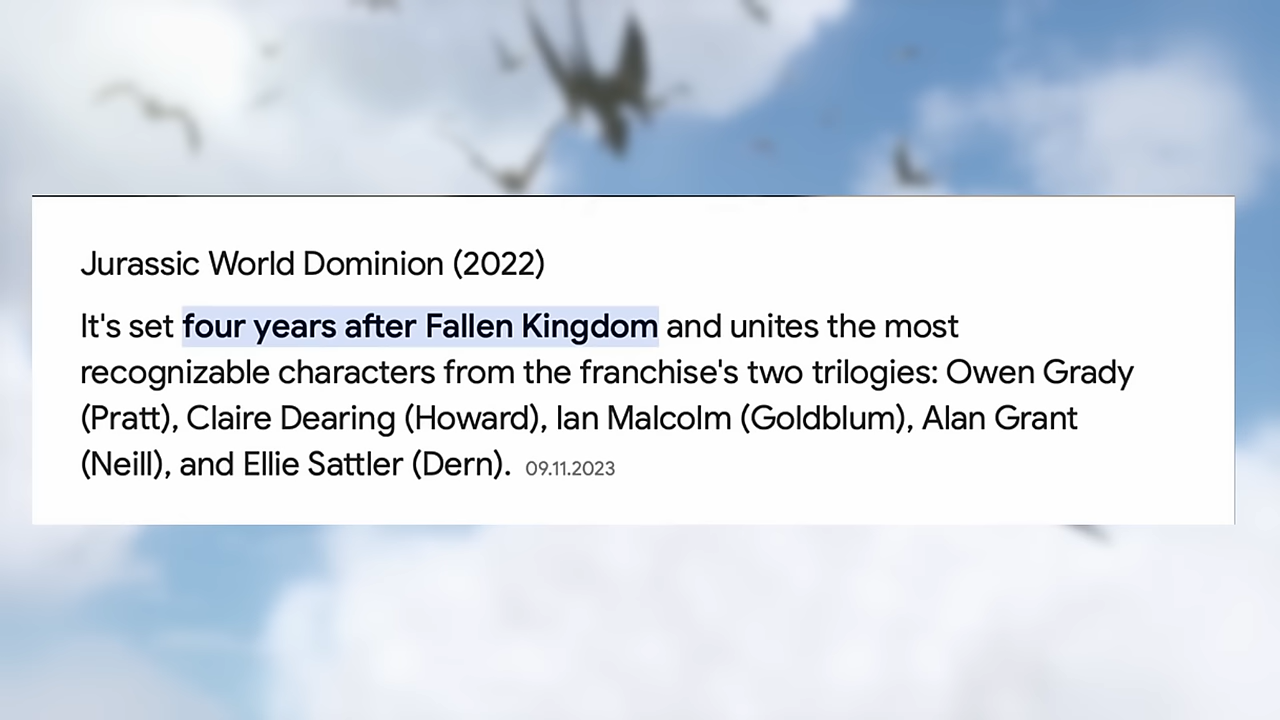 Jurassic World Dominion (2022)
It's set four years after Fallen Kingdom and unites the most
recognizable characters from the franchise's two trilogies: Owen Grady
(Pratt), Claire Dearing (Howard), Ian Malcolm (Goldblum), Alan Grant
(Neill), and Ellie Sattler (Dern). 09.11.2023